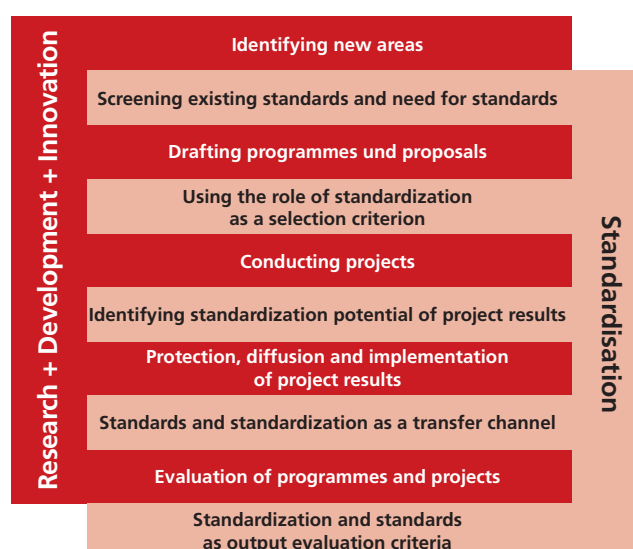 Research + Development + Innovation
Identifying new areas
Screening existing standards and need for standards
Drafting programmes und proposals
Using the role of standardization
as a selection criterion
Conducting projects
Identifying standardization potential of project results
Protection, diffusion and implementation
of project results
Standards and standardization as a transfer channel
Evaluation of programmes and projects
Standardization and standards
as output evaluation criteria
Standardisation